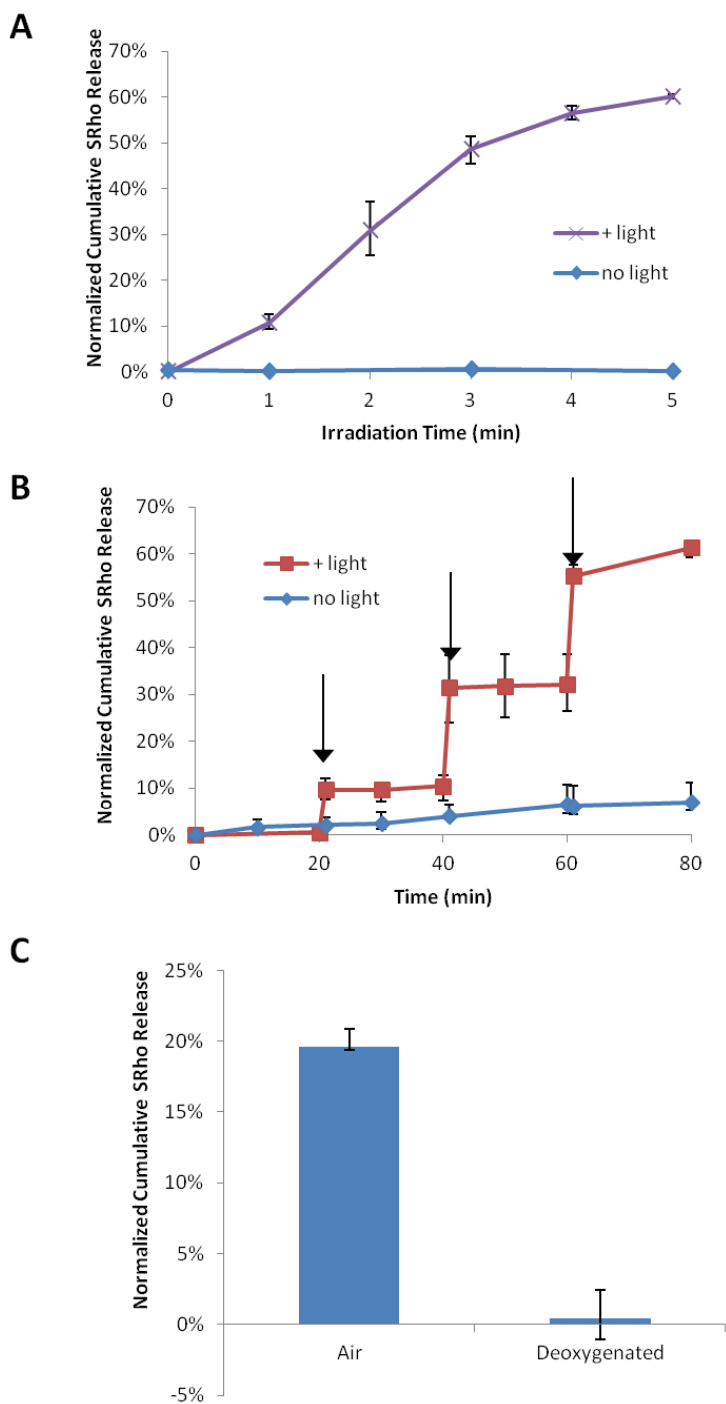 A
Normalized Cumulative SRho Release
70%
60%
50%
40%
30%
20%
10%
0%
+ light
no light
0 1 2 3 4 5
Irradiation Time (min)
B
Normalized Cumulative SRho Release
70%
60%
50%
40%
30%
20%
10%
0%
+ light
no light
0 20 40 60 80
Time (min)
C
Normalized Cumulative SRho Release
25%
20%
15%
10%
5%
0%
-5%
Air Deoxygenated